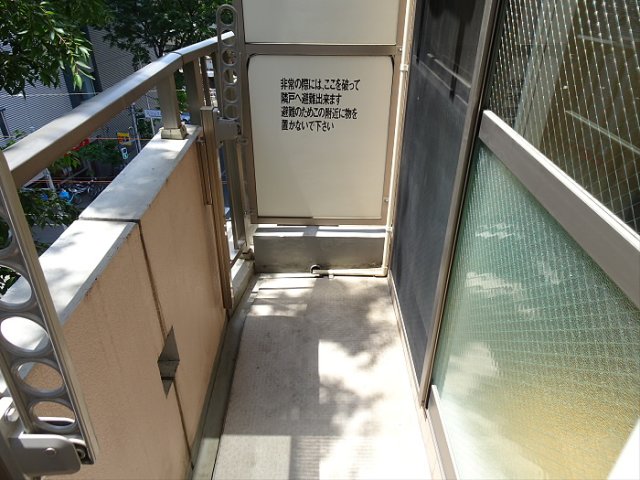 非常の際には、ここを破って
隣戸へ避難出来ます
避難のためこの附近に物を
置かないで下さい